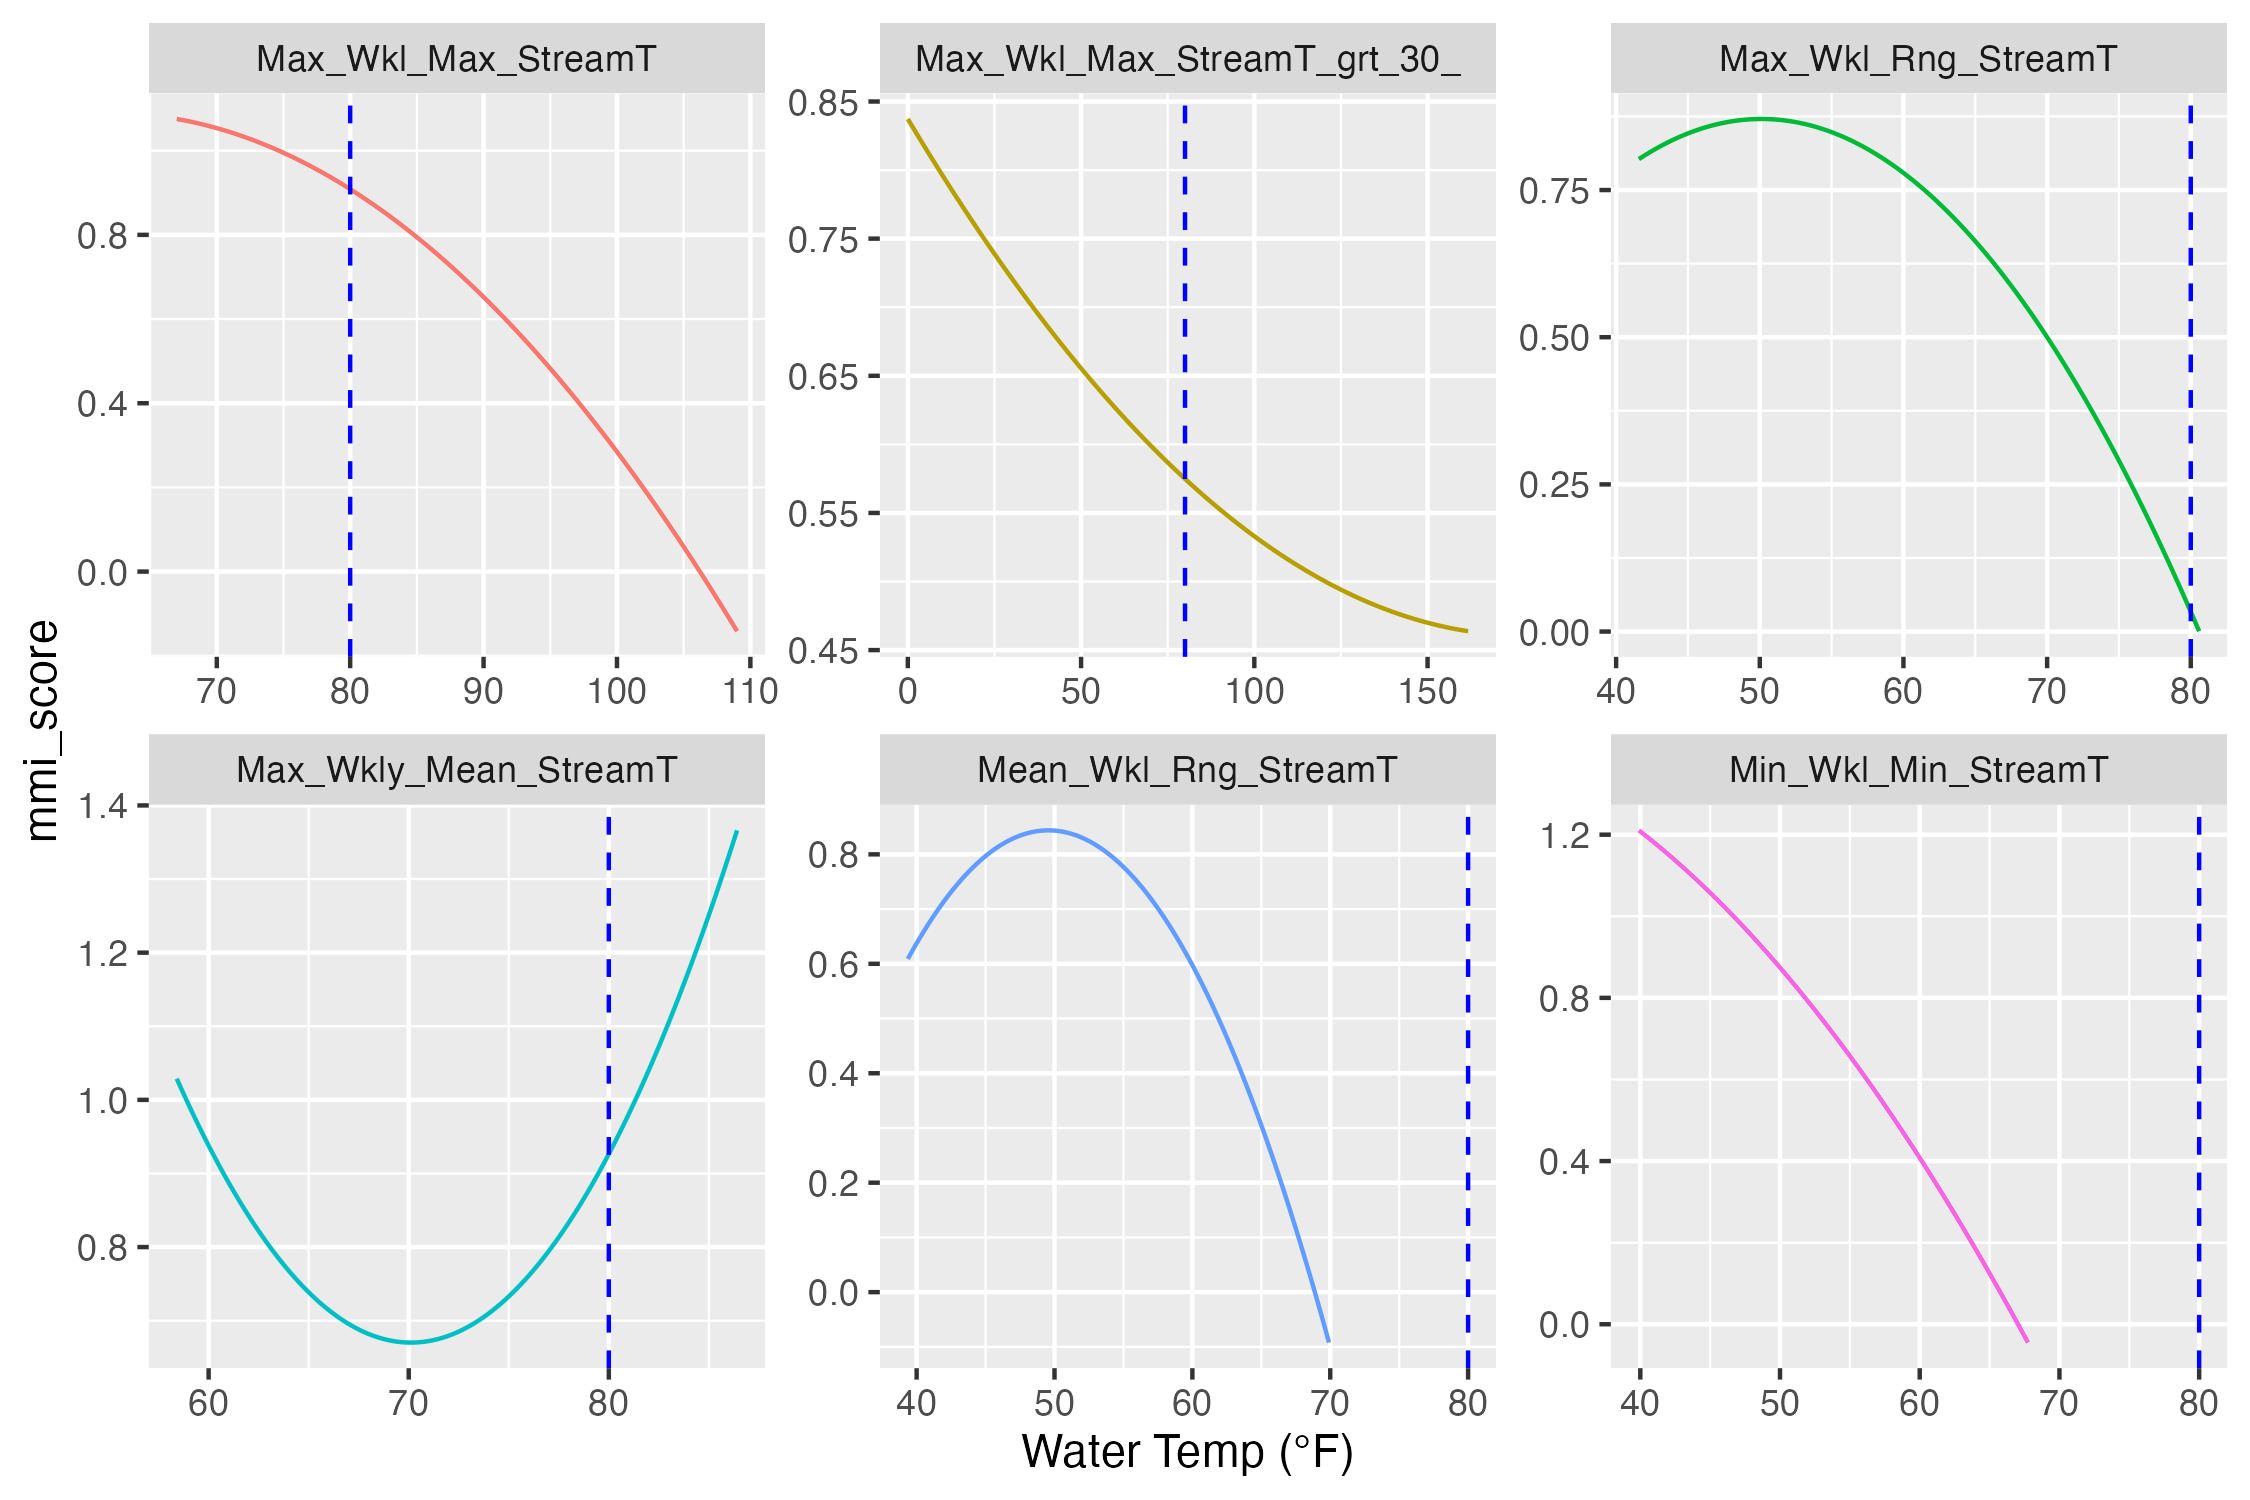 Max_Wkl_Max_StreamT
Max_Wkl_Max_StreamT_grt_30_
Max_Wkl_Rng_StreamT
0.8
0.4
0.0
70 80 90 100 110
0.85
0.75
0.65
0.55
0.45
0 50 100 150
0.75
0.50
0.25
0.00
40 50 60 70 80
Max_Wkly_Mean_StreamT
Mean_Wkl_Rng_StreamT
Min_Wkl_Min_StreamT
1.4
1.2
1.0
0.8
60 70 80
0.8
0.6
0.4
0.2
0.0
40 50 60 70 80
1.2
0.8
0.4
0.0
40 50 60 70 80
mmi_score
Water Temp (°F)